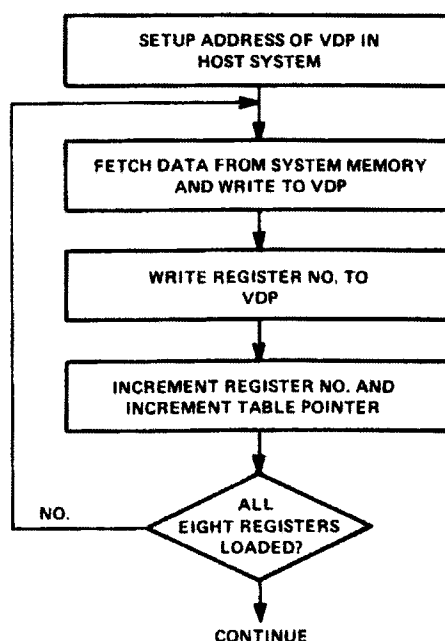 SETUP ADDRESS OF VDP IN
HOST SYSTEM
FETCH DATA FROM SYSTEM MEMORY
AND WRITE TO VDP
WRITE REGISTER NO. TO
VDP
INCREMENT REGISTER NO. AND
INCREMENT TABLE POINTER
ALL
EIGHT REGISTERS
LOADED?
NO.
CONTINUE